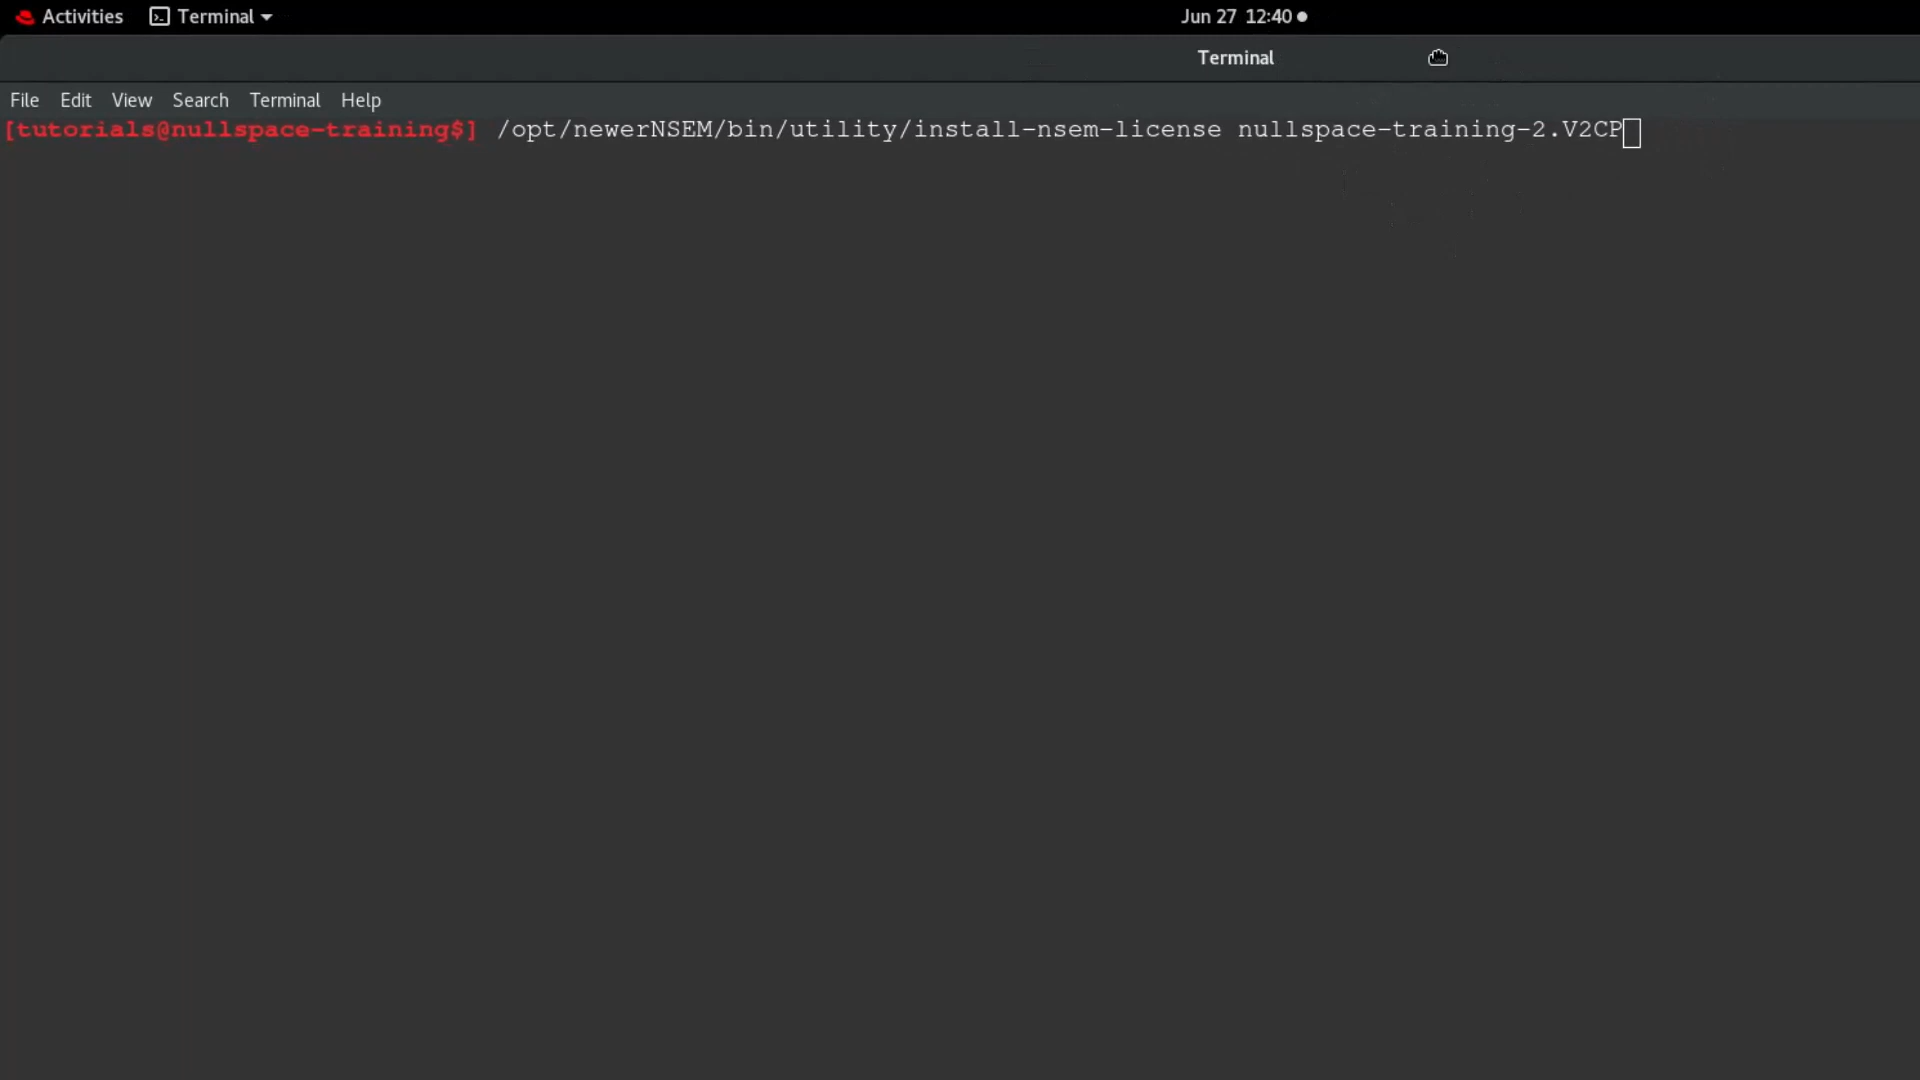 Activities Terminal Jun 27 12:40
Terminal
File Edit View Search Terminal Help
[tutorials@nullspace-training$] /opt/newerNSEM/bin/utility/install-nsem-license nullspace-training-2.V2CP